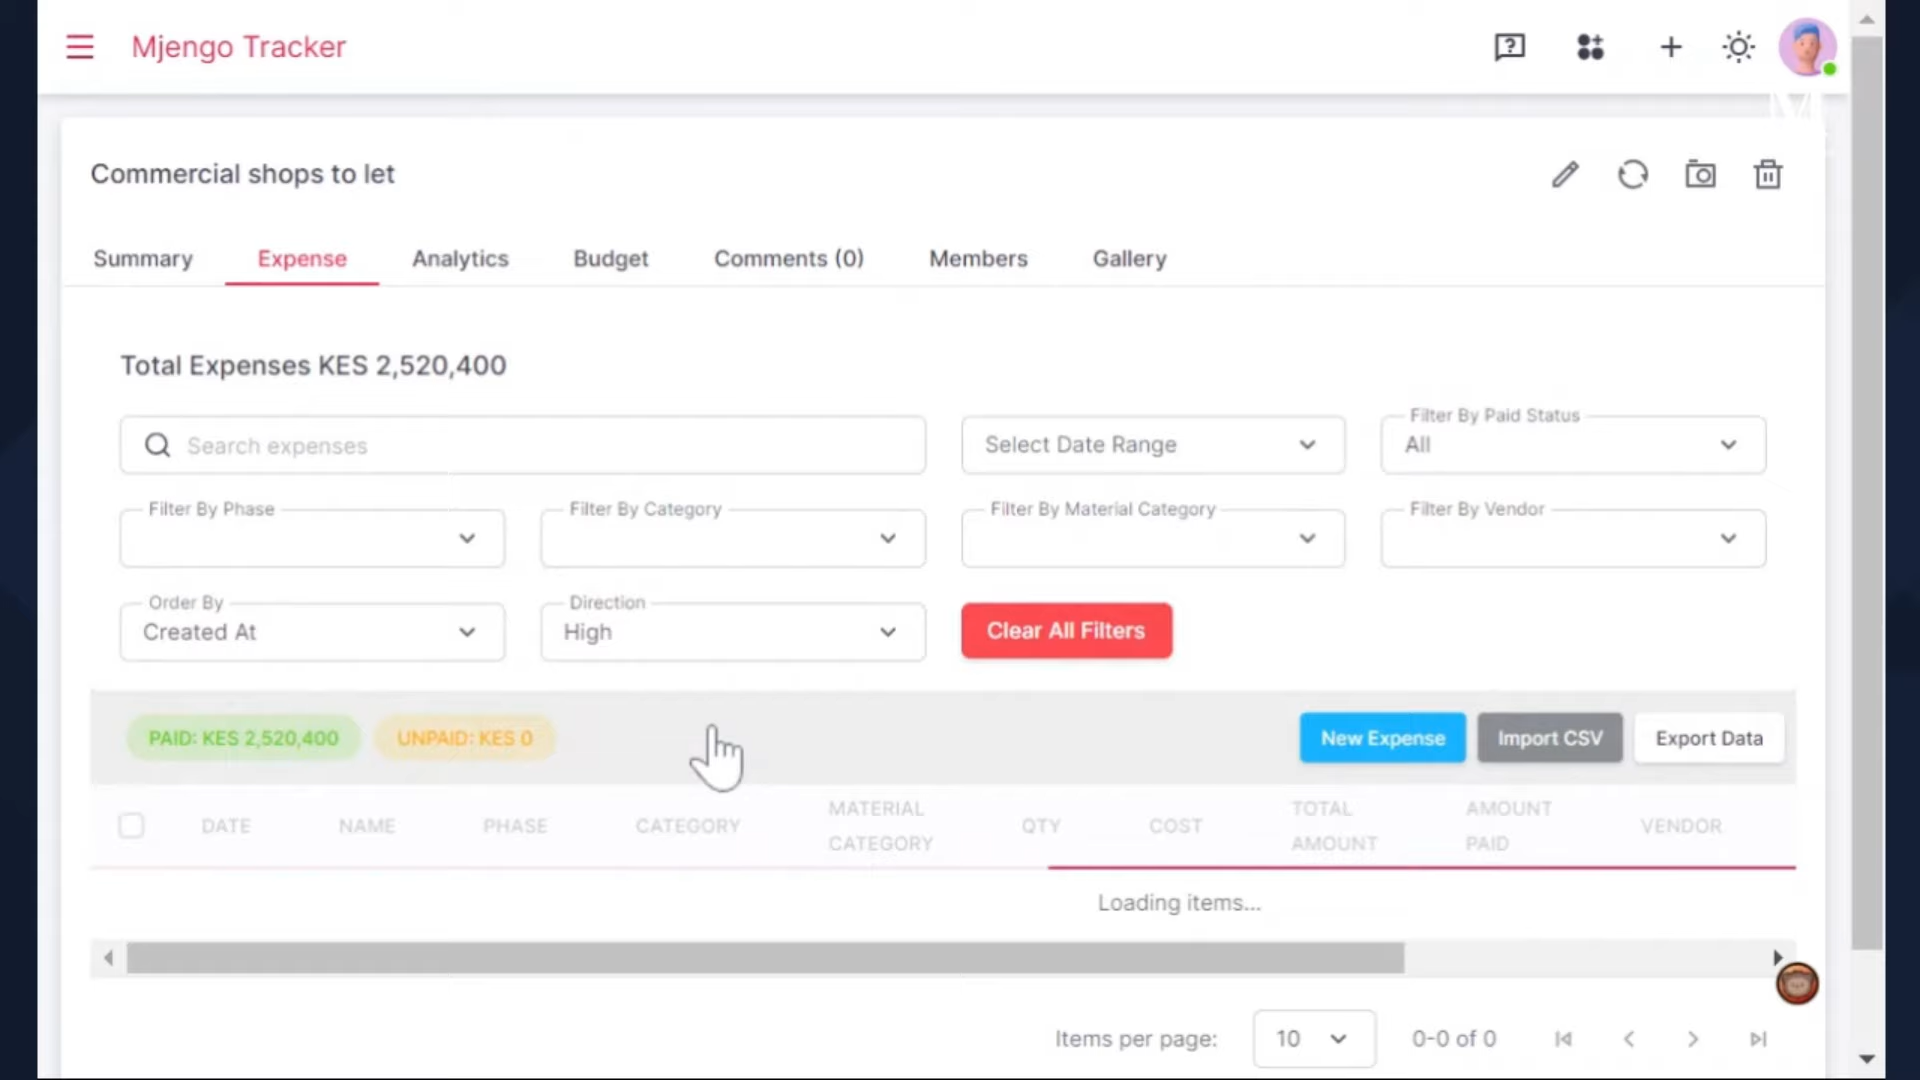 Mjengo Tracker
Commercial shops to let
Summary Expense Analytics Budget Comments (0) Members Gallery
Total Expenses KES 2,520,400
Search expenses
Select Date Range
Filter By Paid Status
All
Filter By Phase
Filter By Category
Filter By Material Category
Filter By Vendor
Order By
Created At
Direction
High
Clear All Filters
PAID: KES 2,520,400 UNPAID: KES 0 New Expense Import CSV Export Data
DATE NAME PHASE CATEGORY MATERIAL CATEGORY QTY COST TOTAL AMOUNT AMOUNT PAID VENDOR
Loading items...
Items per page: 10 0-0 of 0